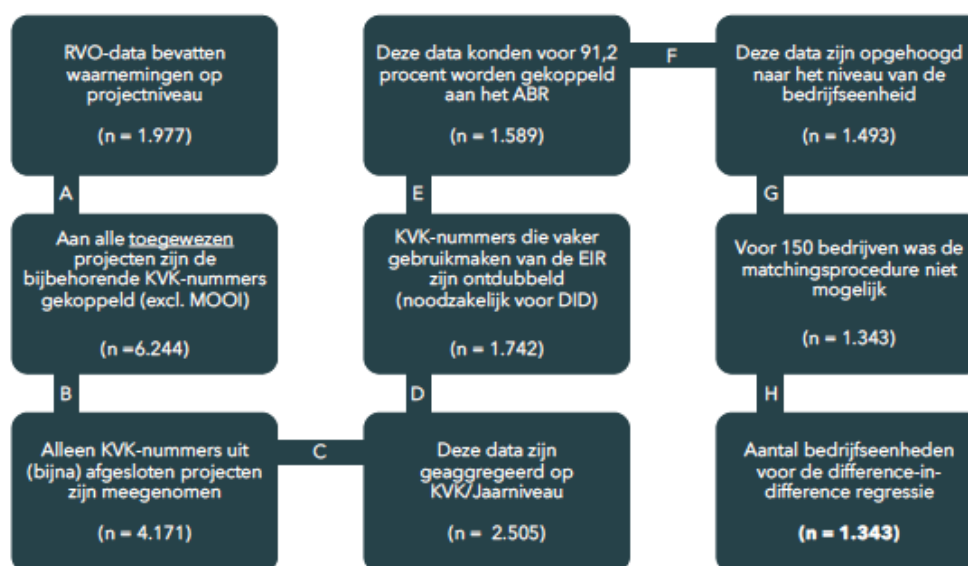 RVO-data bevatten
waarnemingen op
projectniveau
(n = 1.977)
A
Aan alle toegewezen
projecten zijn de
bijbehorende KVK-nummers
gekoppeld (excl. MOOI)
(n =6.244)
B
Alleen KVK-nummers uit
(bijna) afgesloten projecten
zijn meegenomen
(n = 4.171)
C
Deze data zijn
geaggregeerd op
KVK/Jaarniveau
(n = 2.505)
D
KVK-nummers die vaker
gebruikmaken van de EIR
zijn ontdubbeld
(noodzakelijk voor DID)
(n = 1.742)
E
Deze data konden voor 91,2
procent worden gekoppeld
aan het ABR
(n = 1.589)
F
Deze data zijn opgehoogd
naar het niveau van de
bedrijfseenheid
(n = 1.493)
G
Voor 150 bedrijven was de
matchingsprocedure niet
mogelijk
(n = 1.343)
H
Aantal bedrijfseenheden
voor de difference-in-
difference regressie
(n = 1.343)